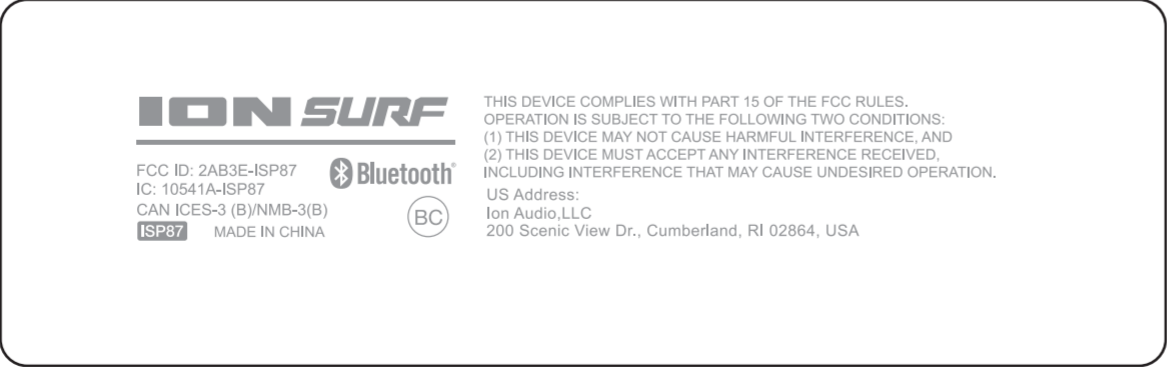 ION SURF
FCC ID: 2AB3E-ISP87
IC: 10541A-ISP87
CAN ICES-3 (B)/NMB-3(B)
ISP87 MADE IN CHINA
Bluetooth®
BC
THIS DEVICE COMPLIES WITH PART 15 OF THE FCC RULES.
OPERATION IS SUBJECT TO THE FOLLOWING TWO CONDITIONS:
(1) THIS DEVICE MAY NOT CAUSE HARMFUL INTERFERENCE, AND
(2) THIS DEVICE MUST ACCEPT ANY INTERFERENCE RECEIVED,
INCLUDING INTERFERENCE THAT MAY CAUSE UNDESIRED OPERATION.
US Address:
Ion Audio,LLC
200 Scenic View Dr., Cumberland, RI 02864, USA